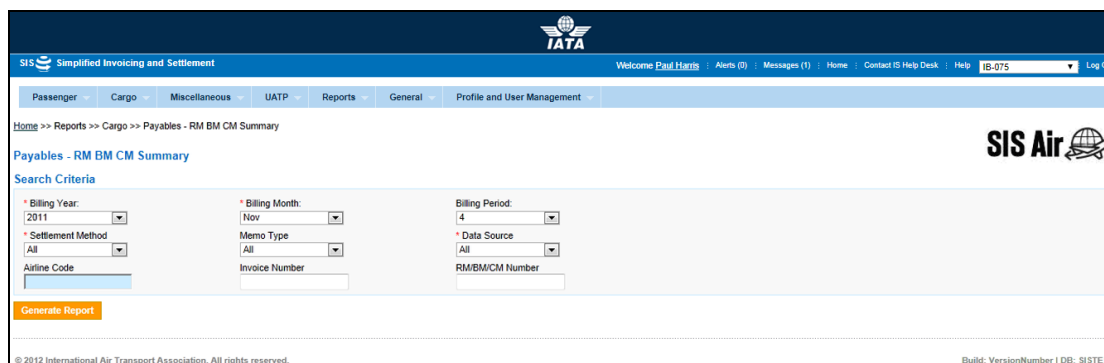 IATA
SIS Simplified Invoicing and Settlement Welcome Paul Harris Alerts (0) Messages (1) Home Contact IS Help Desk Help IB-075 Log
Passenger Cargo Miscellaneous UATP Reports General Profile and User Management
Home >> Reports >> Cargo >> Payables - RM BM CM Summary
SIS Air
Payables - RM BM CM Summary
Search Criteria
* Billing Year: * Billing Month: Billing Period:
2011 Nov 4
* Settlement Method Memo Type * Data Source
All All All
Airline Code Invoice Number RM/BM/CM Number
Generate Report
© 2012 International Air Transport Association. All rights reserved. Build: VersionNumber | DB: SISTE